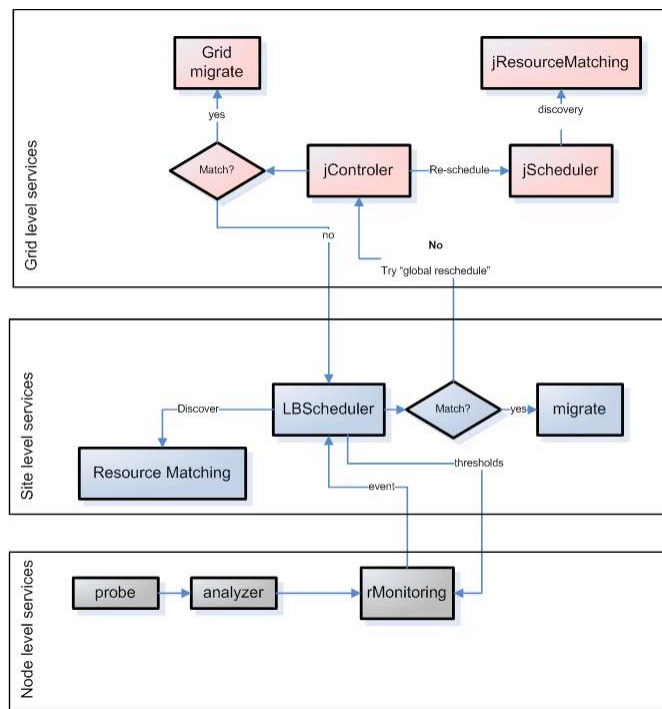 Grid level services
Grid
migrate
jResourceMatching
yes
discovery
Match?
jControler
Re-schedule
jScheduler
no
No
Try “global reschedule”
Site level services
LBScheduler
Match?
yes
migrate
Discover
Resource Matching
thresholds
event
Node level services
probe
analyzer
rMonitoring